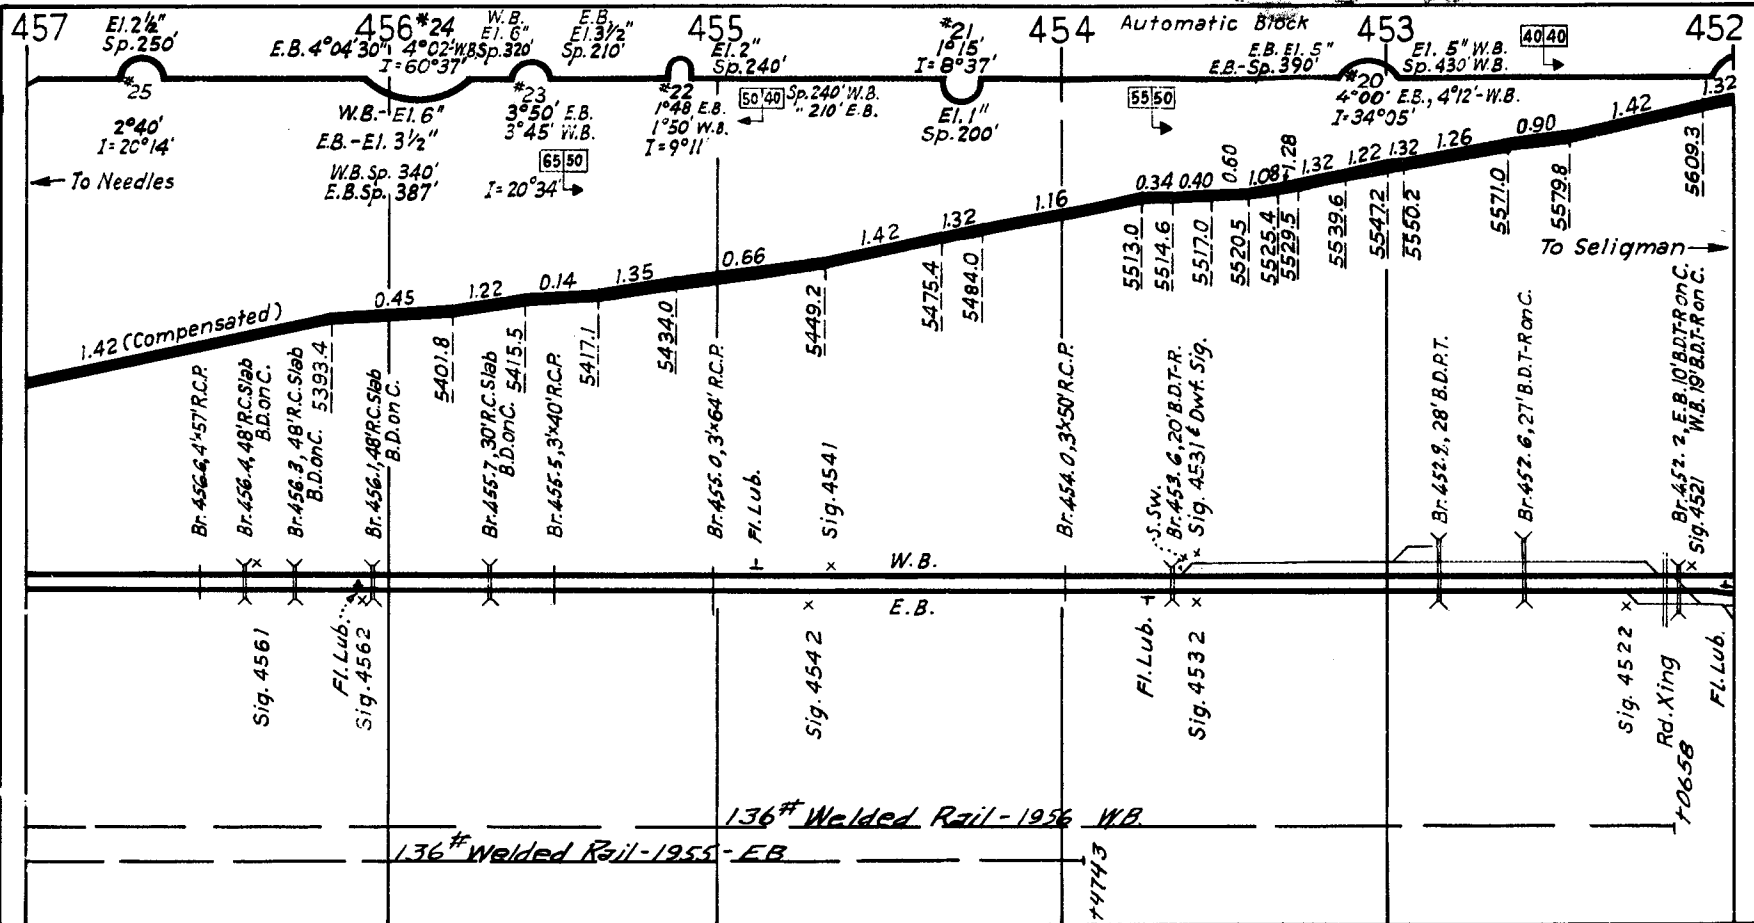 457
456
455
454
453
452
Automatic Block
El. 2½"
Sp. 250'
#25
2°40'
I=20°14'
← To Needles
#24
E.B. 4°04'30" 4°02'-W.B.
I=60°37'
W.B.-El. 6"
E.B.-El. 3½"
W.B. Sp. 340'
E.B. Sp. 387'
W.B.
El. 6"
Sp. 320'
E.B.
El. 3½"
Sp. 210'
#23
3°50' E.B.
3°45' W.B.
65 50
I=20°34'
El. 2"
Sp. 240'
#22
1°48 E.B.
1°50' W.B.
I=9°11'
50 40
Sp. 240' W.B.
" 210' E.B.
#21
1°15'
I=8°37'
El. 1"
Sp. 200'
55 50
E.B. El. 5"
E.B.-Sp. 390'
#20
4°00' E.B., 4°12'-W.B.
I=34°05'
El. 5" W.B.
Sp. 430' W.B.
40 40
To Seligman →
1.42 (Compensated)
0.45
1.22
0.14
1.35
0.66
1.42
1.32
1.16
0.34
0.40
0.60
1.08
1.28
1.32
1.22
1.32
1.26
0.90
1.42
1.32
5393.4
5401.8
5415.5
5417.1
5434.0
5449.2
5475.4
5484.0
5513.0
5514.6
5517.0
5520.5
5525.4
5529.5
5539.6
5547.2
5550.2
5571.0
5579.8
5609.3
Br. 456.6, 4'x57' R.C.P.
Br. 456.4, 48' R.C. Slab
B.D. on C.
Br. 456.3, 48' R.C. Slab
B.D. on C.
Br. 456.1, 48' R.C. Slab
B.D. on C.
Br. 455.7, 30' R.C. Slab
B.D. on C.
Br. 455.5, 3'x40' R.C.P.
Br. 455.0, 3'x64' R.C.P.
Fl. Lub.
Sig. 4541
Br. 454.0, 3'x50' R.C.P.
S. Sw.
Br. 453.6, 20' B.D.T-R.
Sig. 4531 & Dwf. Sig.
Br. 452.9, 28' B.D.P.T.
Br. 452.6, 27' B.D.T-R on C.
Br. 452.2, E.B. 10' B.D.T-R on C.
W.B. 19' B.D.T-R on C.
Sig. 4521
W.B.
E.B.
Sig. 4561
Fl. Lub.
Sig. 4562
Sig. 4542
Fl. Lub.
Sig. 4532
Sig. 4522
Rd. Xing
Fl. Lub.
+0658
136# Welded Rail-1956 W.B.
136# Welded Rail-1955-EB
+4743